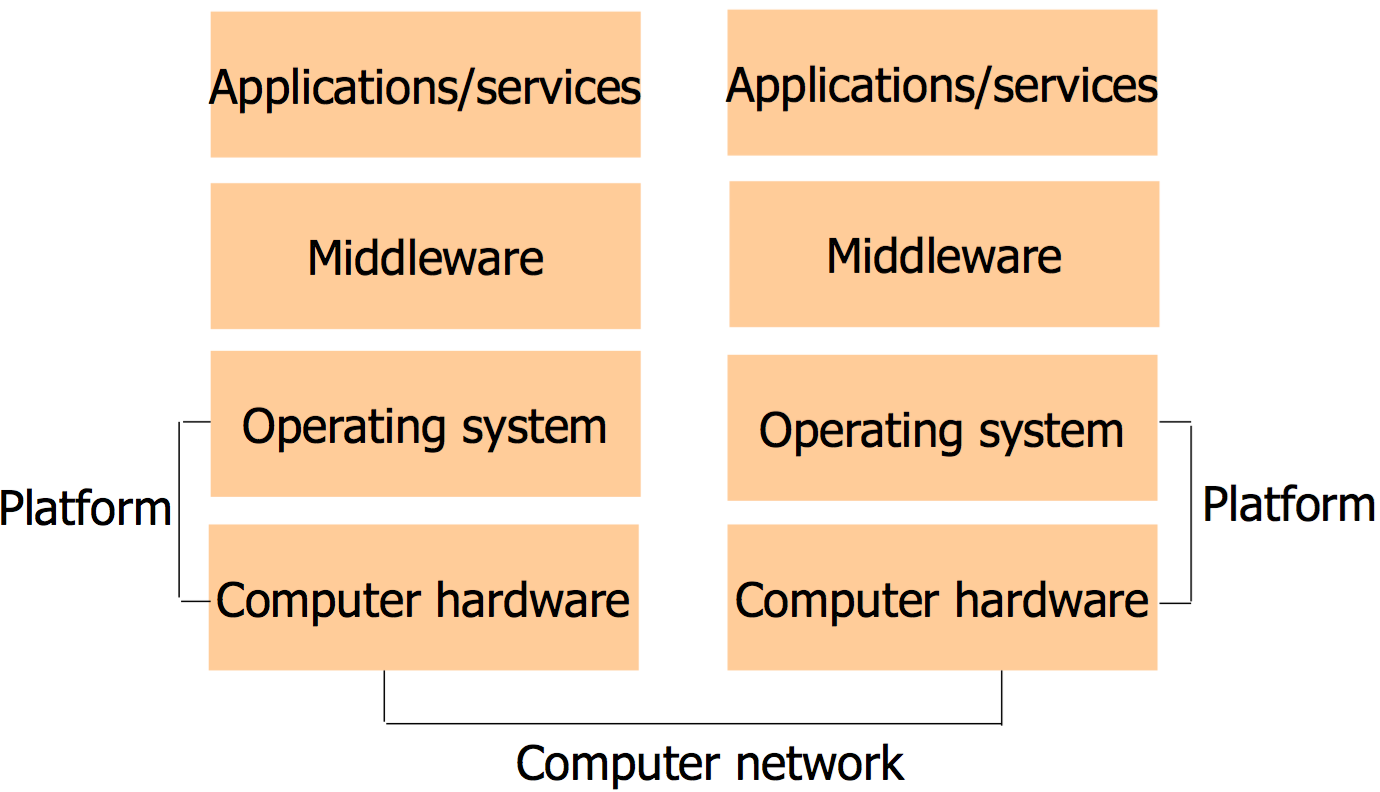 Applications/services
Applications/services
Middleware
Middleware
Operating system
Operating system
Platform
Platform
Computer hardware
Computer hardware
Computer network